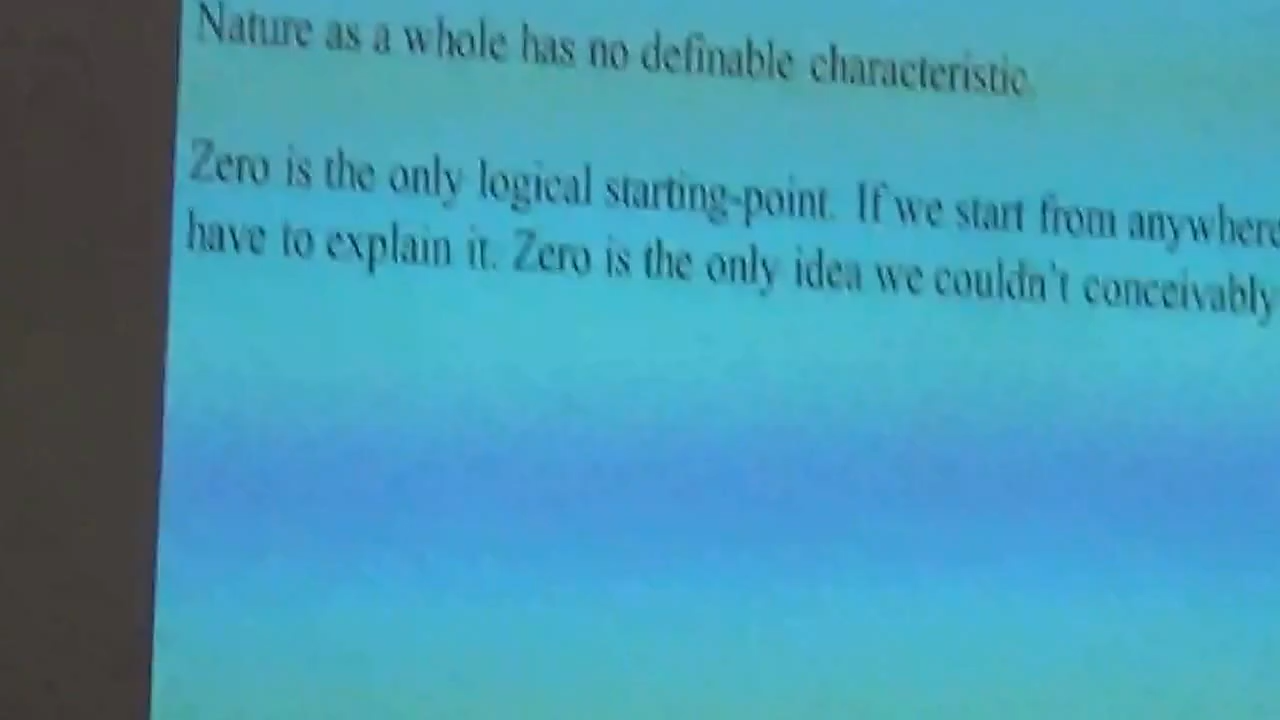 Nature as a whole has no definable characteristic.
Zero is the only logical starting-point. If we start from anywhere
have to explain it. Zero is the only idea we couldn't conceivably